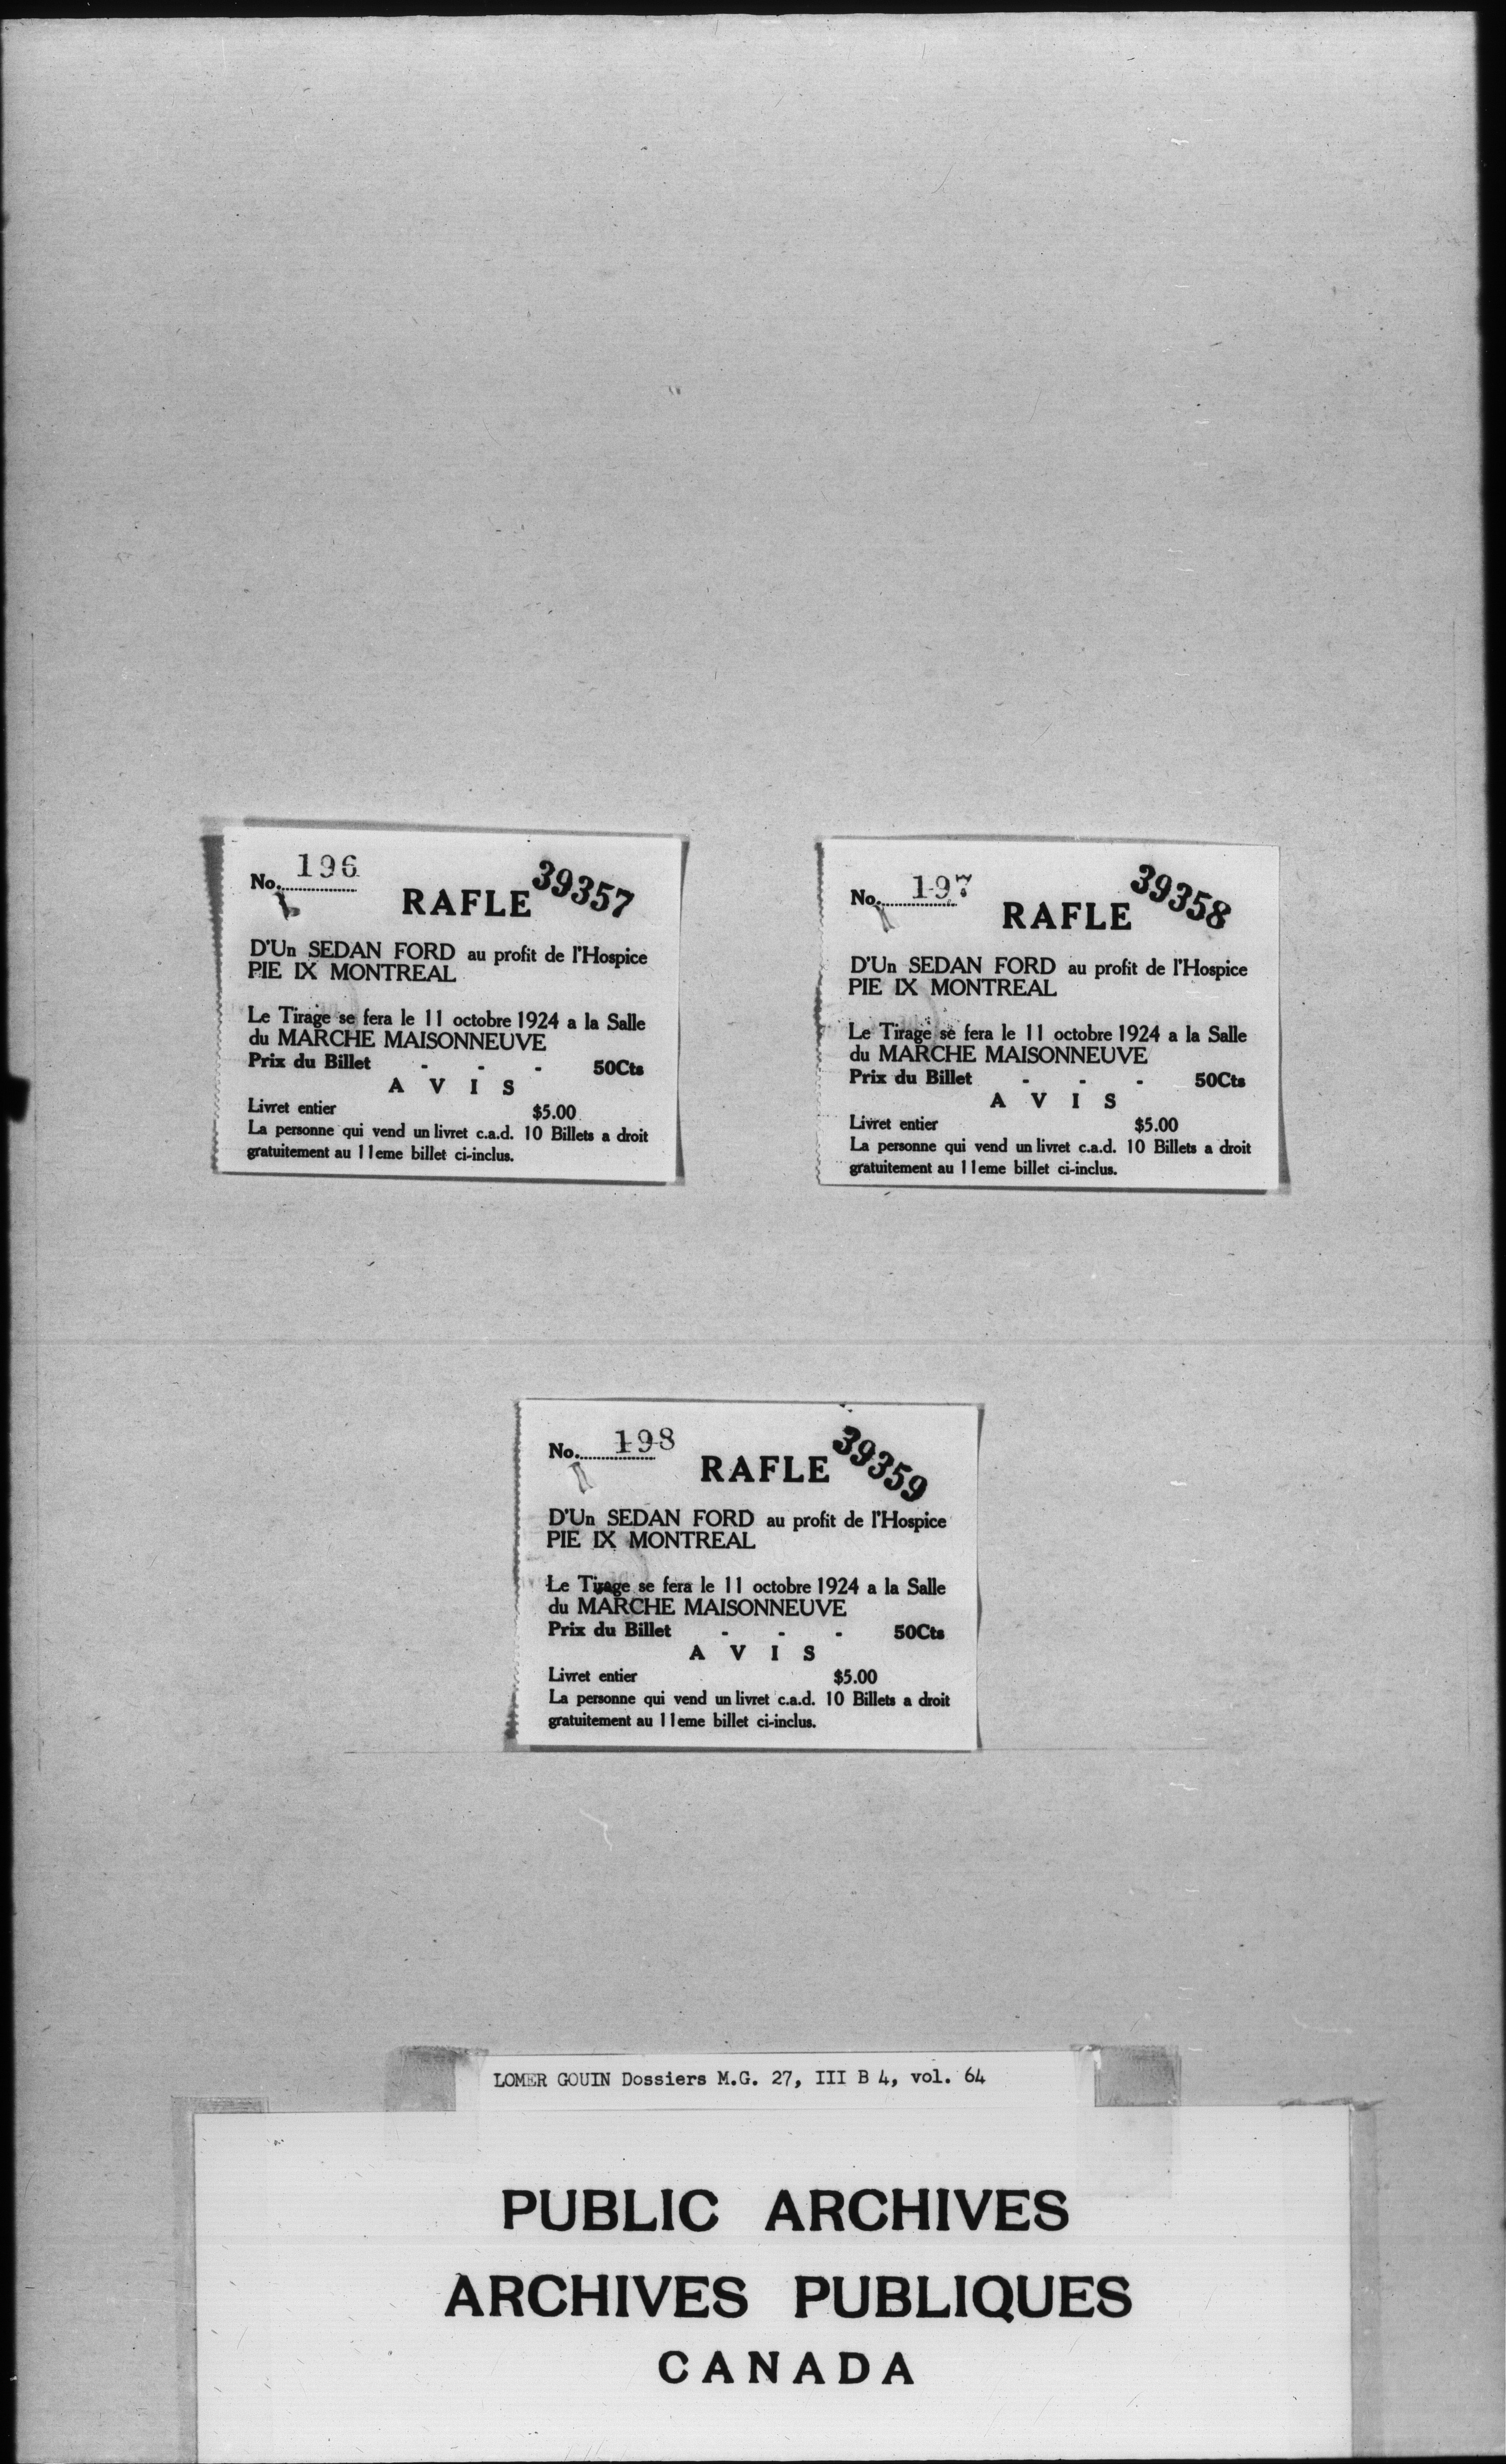 No. 196
39357
RAFLE
D'Un SEDAN FORD au profit de l'Hospice
PIE IX MONTREAL
Le Tirage se fera le 11 octobre 1924 a la Salle
du MARCHE MAISONNEUVE
Prix du Billet - - - 50Cts
A V I S
Livret entier $5.00
La personne qui vend un livret c.a.d. 10 Billets a droit
gratuitement au 11eme billet ci-inclus.
No. 197
39358
RAFLE
D'Un SEDAN FORD au profit de l'Hospice
PIE IX MONTREAL
Le Tirage se fera le 11 octobre 1924 a la Salle
du MARCHE MAISONNEUVE
Prix du Billet - - - 50Cts
A V I S
Livret entier $5.00
La personne qui vend un livret c.a.d. 10 Billets a droit
gratuitement au 11eme billet ci-inclus.
No. 198
39359
RAFLE
D'Un SEDAN FORD au profit de l'Hospice
PIE IX MONTREAL
Le Tirage se fera le 11 octobre 1924 a la Salle
du MARCHE MAISONNEUVE
Prix du Billet - - - 50Cts
A V I S
Livret entier $5.00
La personne qui vend un livret c.a.d. 10 Billets a droit
gratuitement au 11eme billet ci-inclus.
LOMER GOUIN Dossiers M.G. 27, III B 4, vol. 64
PUBLIC ARCHIVES
ARCHIVES PUBLIQUES
CANADA